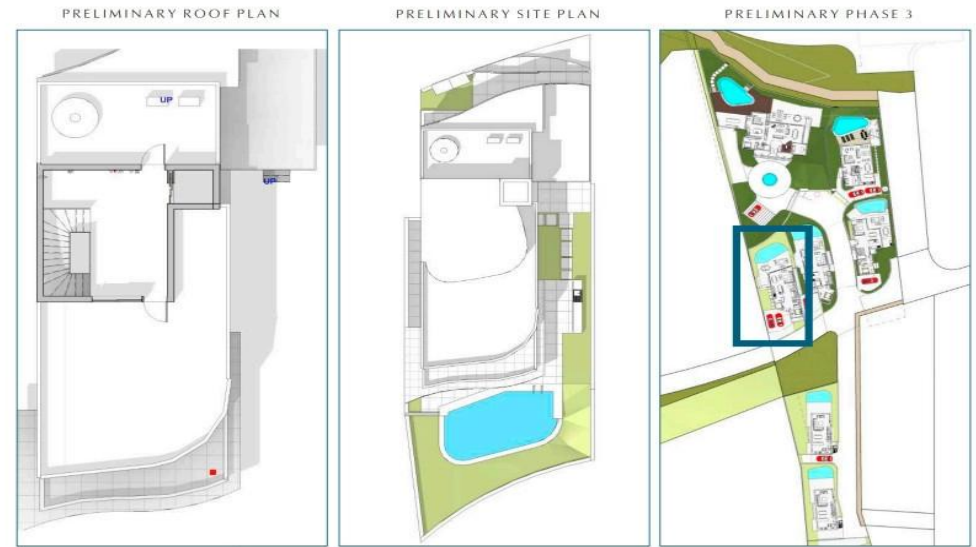 PRELIMINARY ROOF PLAN
PRELIMINARY SITE PLAN
PRELIMINARY PHASE 3
UP
UP